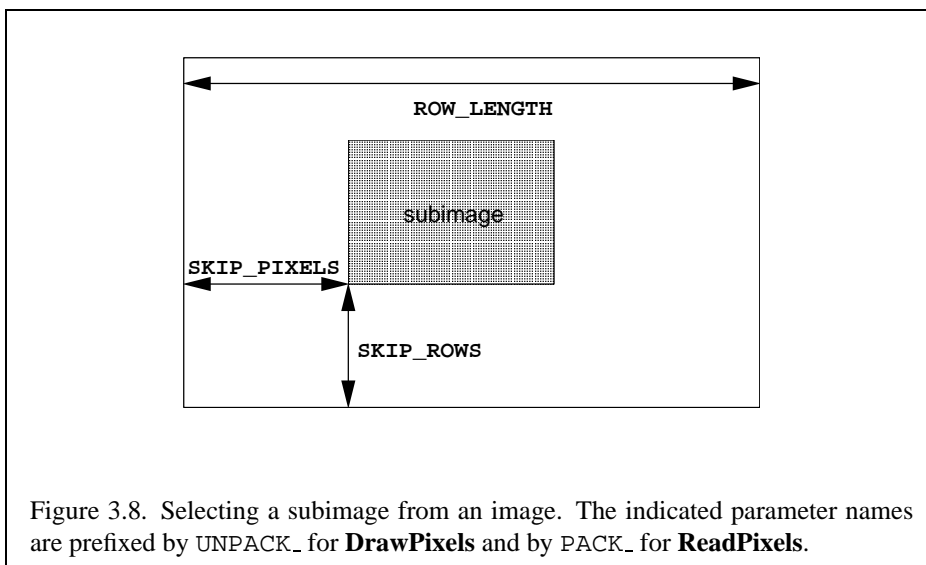 ROW_LENGTH
subimage
SKIP_PIXELS
SKIP_ROWS
Figure 3.8. Selecting a subimage from an image. The indicated parameter names
are prefixed by UNPACK_ for DrawPixels and by PACK_ for ReadPixels.